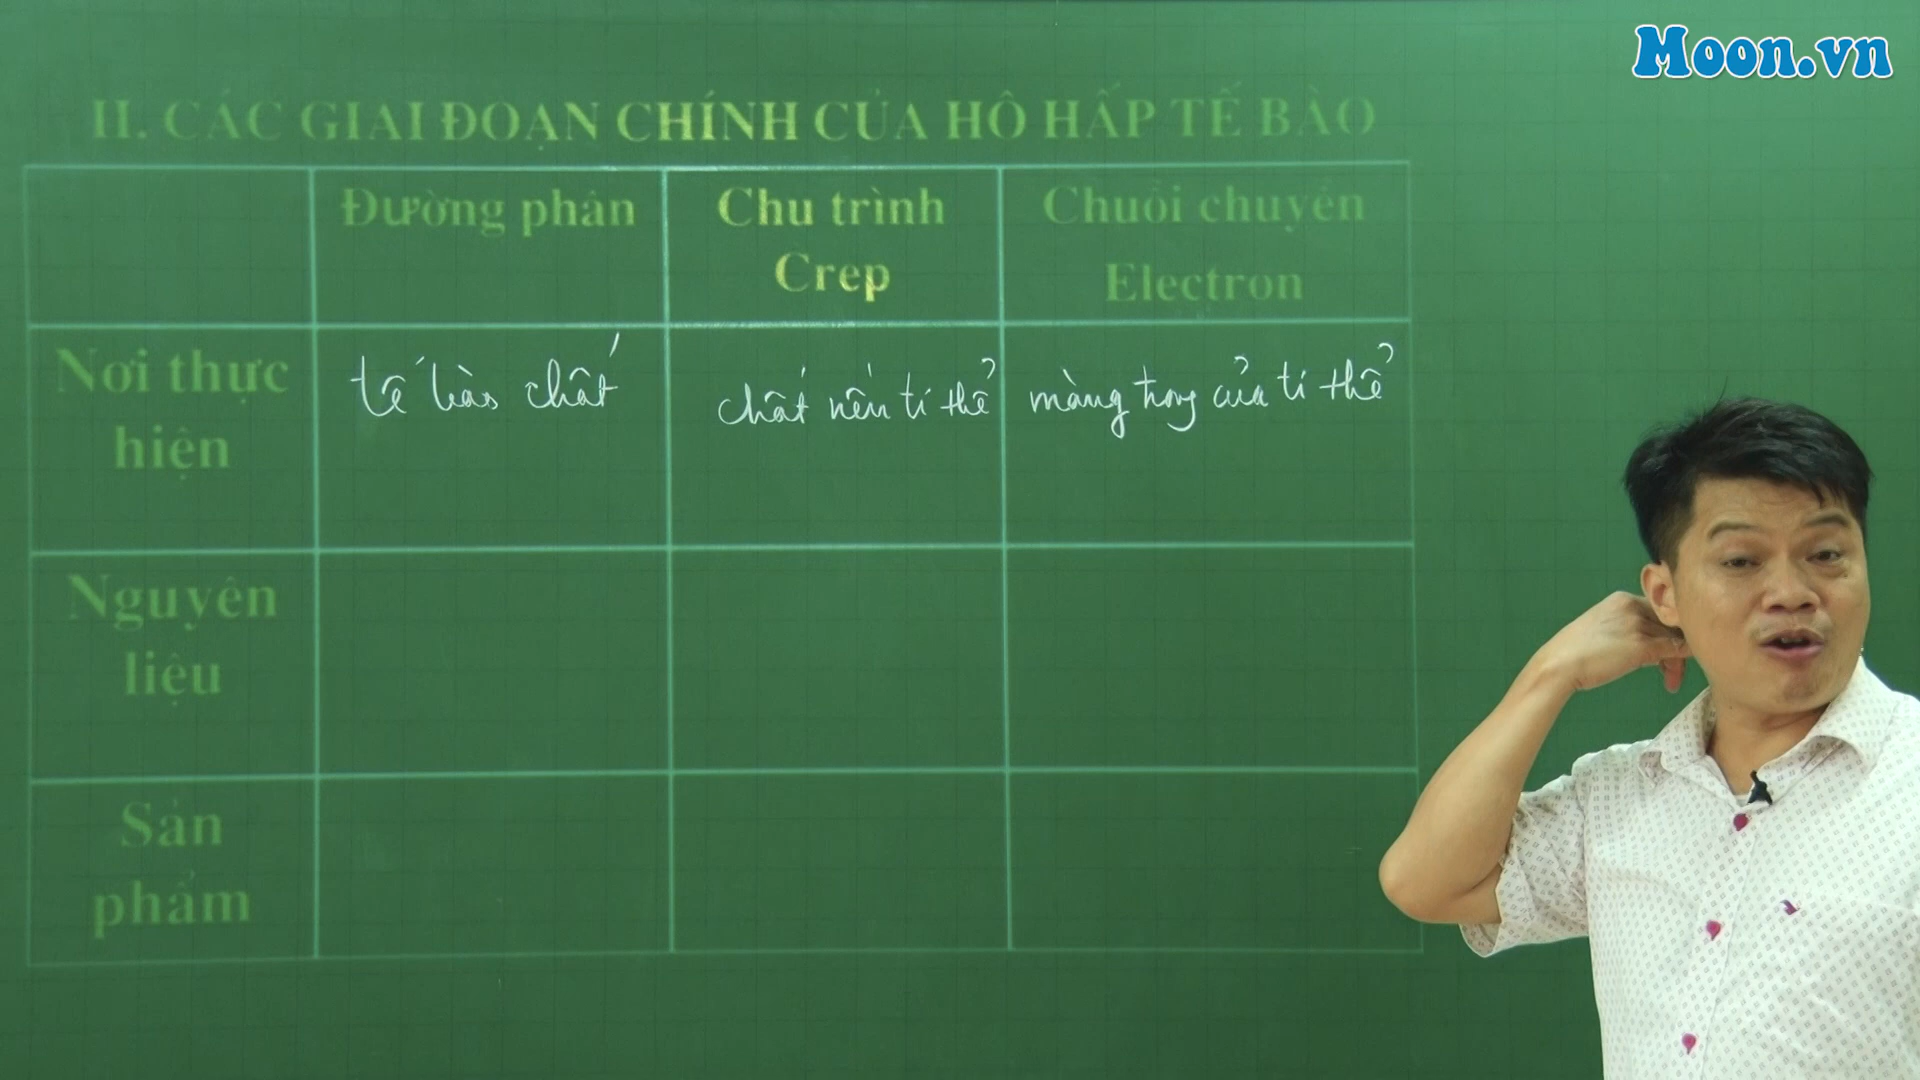 Moon.vn
II. CÁC GIAI ĐOẠN CHÍNH CỦA HÔ HẤP TẾ BÀO
Đường phân
Chu trình
Crep
Chuỗi chuyền
Electron
Nơi thực
hiện
tế bào chất
chất nền ti thể
màng trong của ti thể
Nguyên
liệu
Sản
phẩm